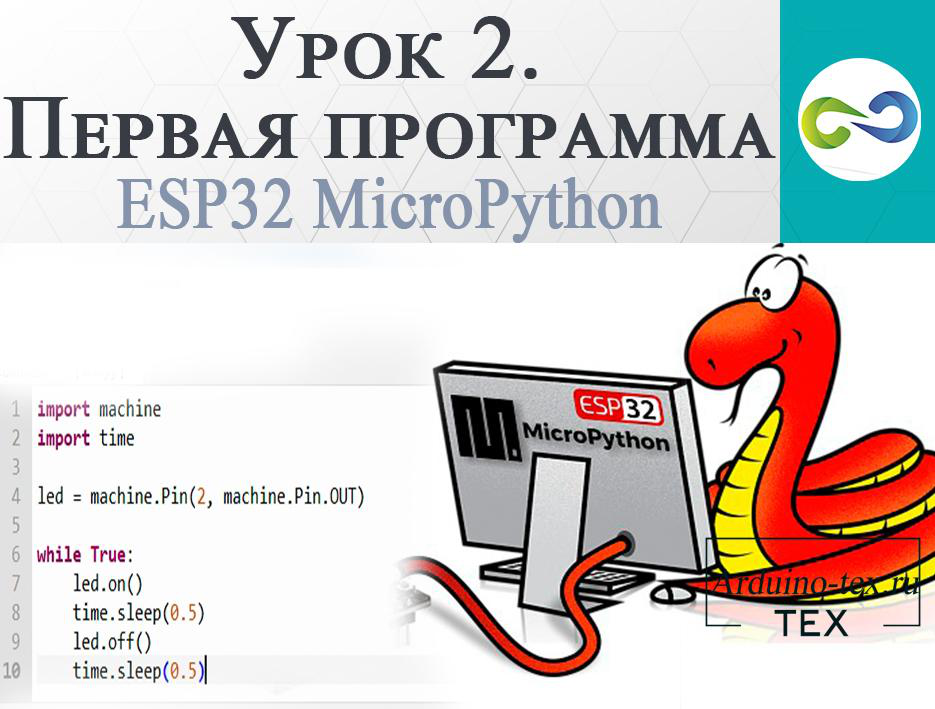 Урок 2.
Первая программа
ESP32 MicroPython
1 import machine
2 import time
3
4 led = machine.Pin(2, machine.Pin.OUT)
5
6 while True:
7     led.on()
8     time.sleep(0.5)
9     led.off()
10     time.sleep(0.5)
ESP32
MicroPython
Arduino-tex.ru
TEX